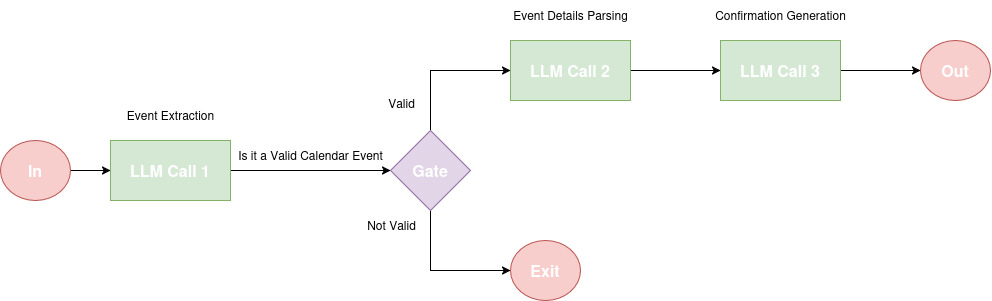 Event Details Parsing
Confirmation Generation
LLM Call 2
LLM Call 3
Out
Valid
Event Extraction
Is it a Valid Calendar Event
In
LLM Call 1
Gate
Not Valid
Exit